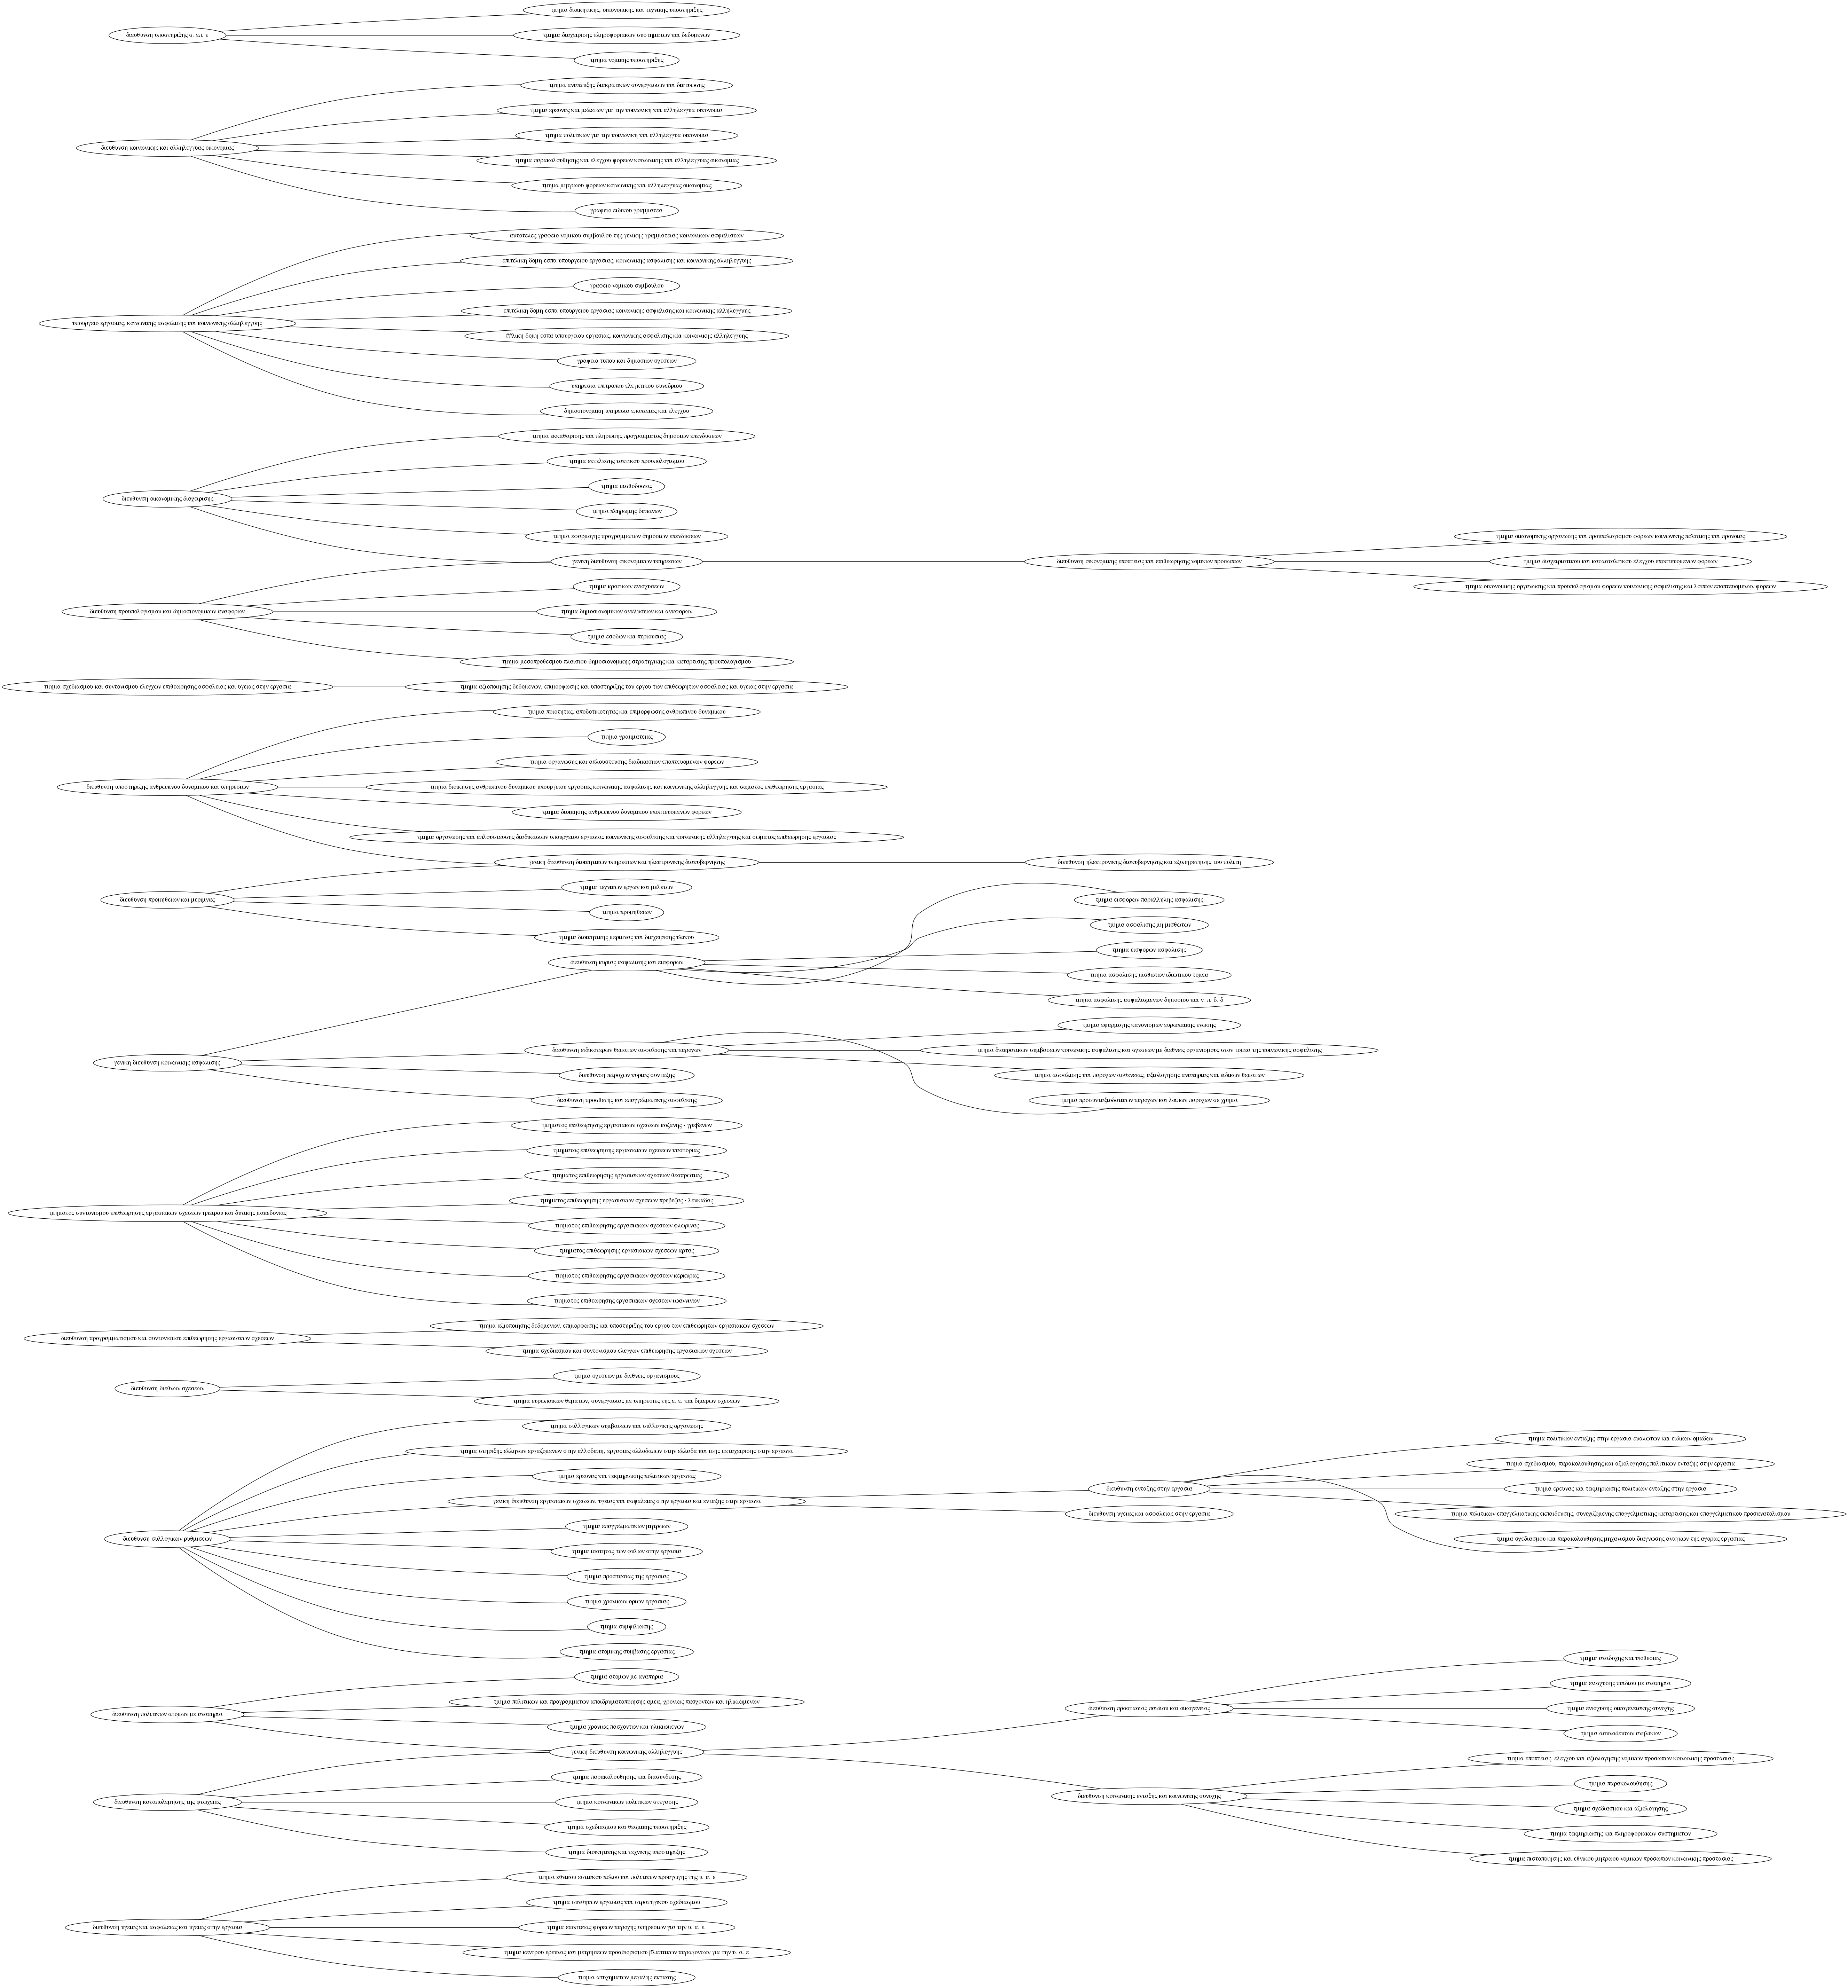 τμημα διοικητικης, οικονομικης και τεχνικης υποστηριξης
διευθυνση υποστηριξης σ. επ. ε
τμημα διαχειρισης πληροφοριακων συστηματων και δεδομενων
τμημα νομικης υποστηριξης
τμημα αναπτυξης διακρατικων συνεργασιων και δικτυωσης
τμημα ερευνας και μελετων για την κοινωνικη και αλληλεγγυα οικονομια
τμημα πολιτικων για την κοινωνικη και αλληλεγγυα οικονομια
διευθυνση κοινωνικης και αλληλεγγυας οικονομιας
τμημα παρακολουθησης και ελεγχου φορεων κοινωνικης και αλληλεγγυας οικονομιας
τμημα μητρωου φορεων κοινωνικης και αλληλεγγυας οικονομιας
γραφειο ειδικου γραμματεα
αυτοτελες γραφειο νομικου συμβουλου της γενικης γραμματειας κοινωνικων ασφαλισεων
επιτελικη δομη εσπα υπουργειου εργασιας, κοινωνικης ασφαλισης και κοινωνικης αλληλεγγυης
γραφειο νομικου συμβουλου
επιτελικη δομη εσπα υπουργειου εργασιας κοινωνικης ασφαλισης και κοινωνικης αλληλεγγυης
υπουργειο εργασιας, κοινωνικης ασφαλισης και κοινωνικης αλληλεγγυης
δομη εσπα υπουργειου εργασιας, κοινωνικης ασφαλισης και κοινωνικης αλληλεγγυης
γραφειο τυπου και δημοσιων σχεσεων
υπηρεσια επιτροπου ελεγκτικου συνεδριου
δημοσιονομικη υπηρεσια εποπτειας και ελεγχου
τμημα εκκαθαρισης και πληρωμης προγραμματος δημοσιων επενδυσεων
τμημα εκτελεσης τακτικου προυπολογισμου
τμημα μισθοδοσιας
διευθυνση οικονομικης διαχειρισης
τμημα πληρωμης δαπανων
τμημα εφαρμογης προγραμματων δημοσιων επενδυσεων
τμημα οικονομικης οργανωσης και προυπολογισμου φορεων κοινωνικης πολιτικης και προνοιας
γενικη διευθυνση οικονομικων υπηρεσιων
διευθυνση οικονομικης εποπτειας και επιθεωρησης νομικων προσωπων
τμημα διαχειριστικου και κατασταλτικου ελεγχου εποπτευομενων φορεων
τμημα κρατικων ενισχυσεων
τμημα οικονομικης οργανωσης και προυπολογισμου φορεων κοινωνικης ασφαλισης και λοιπων εποπτευομενων φορεων
διευθυνση προυπολογισμου και δημοσιονομικων αναφορων
τμημα δημοσιονομικων αναλυσεων και αναφορων
τμημα εσοδων και περιουσιας
τμημα μεσοπροθεσμου πλαισιου δημοσιονομικης στρατηγικης και καταρτισης προυπολογισμου
τμημα σχεδιασμου και συντονισμου ελεγχων επιθεωρησης ασφαλειας και υγειας στην εργασια
τμημα αξιοποιησης δεδομενων, επιμορφωσης και υποστηριξης του εργου των επιθεωρητων ασφαλειας και υγειας στην εργασια
τμημα ποιοτητας, αποδοτικοτητας και επιμορφωσης ανθρωπινου δυναμικου
τμημα γραμματειας
τμημα οργανωσης και απλουστευσης διαδικασιων εποπτευομενων φορεων
διευθυνση υποστηριξης ανθρωπινου δυναμικου και υπηρεσιων
τμημα διοικησης ανθρωπινου δυναμικου υπουργειου εργασιας κοινωνικης ασφαλισης και κοινωνικης αλληλεγγυης και σωματος επιθεωρησης εργασιας
τμημα διοικησης ανθρωπινου δυναμικου εποπτευομενων φορεων
τμημα οργανωσης και απλουστευσης διαδικασιων υπουργειου εργασιας κοινωνικης ασφαλισης και κοινωνικης αλληλεγγυης και σωματος επιθεωρησης εργασιας
γενικη διευθυνση διοικητικων υπηρεσιων και ηλεκτρονικης διακυβερνησης
διευθυνση ηλεκτρονικης διακυβερνησης και εξυπηρετησης του πολιτη
τμημα τεχνικων εργων και μελετων
διευθυνση προμηθειων και μεριμνας
τμημα εισφορων παραλληλης ασφαλισης
τμημα προμηθειων
τμημα ασφαλισης μη μισθωτων
τμημα διοικητικης μεριμνας και διαχειρισης υλικου
τμημα εισφορων ασφαλισης
διευθυνση κυριας ασφαλισης και εισφορων
τμημα ασφαλισης μισθωτων ιδιωτικου τομεα
τμημα ασφαλισης ασφαλισμενων δημοσιου και ν. π. δ. δ
τμημα εφαρμογης κανονισμων ευρωπαικης ενωσης
διευθυνση ειδικοτερων θεματων ασφαλισης και παροχων
τμημα διακρατικων συμβασεων κοινωνικης ασφαλισης και σχεσεων με διεθνεις οργανισμους στον τομεα της κοινωνικης ασφαλισης
γενικη διευθυνση κοινωνικης ασφαλισης
διευθυνση παροχων κυριας συνταξης
τμημα ασφαλισης και παροχων ασθενειας, αξιολογησης αναπηριας και ειδικων θεματων
διευθυνση προσθετης και επαγγελματικης ασφαλισης
τμημα προσυνταξιοδοτικων παροχων και λοιπων παροχων σε χρημα
τμηματος επιθεωρησης εργασιακων σχεσεων κοζανης - γρεβενων
τμηματος επιθεωρησης εργασιακων σχεσεων καστοριας
τμηματος επιθεωρησης εργασιακων σχεσεων θεσπρωτιας
τμηματος επιθεωρησης εργασιακων σχεσεων πρεβεζας - λευκαδας
τμηματος συντονισμου επιθεωρησης εργασιακων σχεσεων ηπειρου και δυτικης μακεδονιας
τμηματος επιθεωρησης εργασιακων σχεσεων φλωρινας
τμηματος επιθεωρησης εργασιακων σχεσεων αρτας
τμηματος επιθεωρησης εργασιακων σχεσεων κερκυρας
τμηματος επιθεωρησης εργασιακων σχεσεων ιωαννινων
τμημα αξιοποιησης δεδομενων, επιμορφωσης και υποστηριξης του εργου των επιθεωρητων εργασιακων σχεσεων
διευθυνση προγραμματισμου και συντονισμου επιθεωρησης εργασιακων σχεσεων
τμημα σχεδιασμου και συντονισμου ελεγχων επιθεωρησης εργασιακων σχεσεων
τμημα σχεσεων με διεθνεις οργανισμους
διευθυνση διεθνων σχεσεων
τμημα ευρωπαικων θεματων, συνεργασιας με υπηρεσιες της ε. ε. και διμερων σχεσεων
τμημα συλλογικων συμβασεων και συλλογικης οργανωσης
τμημα πολιτικων ενταξης στην εργασια ευαλωτων και ειδικων ομαδων
τμημα στηριξης ελληνων εργαζομενων στην αλλοδαπη, εργασιας αλλοδαπων στην ελλαδα και ισης μεταχειρισης στην εργασια
τμημα σχεδιασμου, παρακολουθησης και αξιολογησης πολιτικων ενταξης στην εργασια
τμημα ερευνας και τεκμηριωσης πολιτικων εργασιας
διευθυνση ενταξης στην εργασια
τμημα ερευνας και τεκμηριωσης πολιτικων ενταξης στην εργασια
γενικη διευθυνση εργασιακων σχεσεων, υγειας και ασφαλειας στην εργασια και ενταξης στην εργασια
διευθυνση υγειας και ασφαλειας στην εργασια
τμημα πολιτικων επαγγελματικης εκπαιδευσης, συνεχιζομενης επαγγελματικης καταρτισης και επαγγελματικου προσανατολισμου
τμημα επαγγελματικων μητρωων
διευθυνση συλλογικων ρυθμισεων
τμημα σχεδιασμου και παρακολουθησης μηχανισμου διαγνωσης αναγκων της αγορας εργασιας
τμημα ισοτητας των φυλων στην εργασια
τμημα προστασιας της εργασιας
τμημα χρονικων οριων εργασιας
τμημα συμφιλιωσης
τμημα ατομικης συμβασης εργασιας
τμημα αναδοχης και υιοθεσιας
τμημα ατομων με αναπηρια
τμημα ενισχυσης παιδιου με αναπηρια
τμημα πολιτικων και προγραμματων αποιδρυματοποιησης αμεα, χρονιως πασχοντων και ηλικιωμενων
διευθυνση προστασιας παιδιου και οικογενειας
τμημα ενισχυσης οικογενειακης συνοχης
διευθυνση πολιτικων ατομων με αναπηρια
τμημα χρονιως πασχοντων και ηλικιωμενων
τμημα ασυνοδευτων ανηλικων
γενικη διευθυνση κοινωνικης αλληλεγγυης
τμημα εποπτειας, ελεγχου και αξιολογησης νομικων προσωπων κοινωνικης προστασιας
τμημα παρακολουθησης και διασυνδεσης
τμημα παρακολουθησης
διευθυνση κοινωνικης ενταξης και κοινωνικης συνοχης
διευθυνση καταπολεμησης της φτωχειας
τμημα κοινωνικων πολιτικων στεγασης
τμημα σχεδιασμου και αξιολογησης
τμημα σχεδιασμου και θεσμικης υποστηριξης
τμημα τεκμηριωσης και πληροφοριακων συστηματων
τμημα διοικητικης και τεχνικης υποστηριξης
τμημα πιστοποιησης και εθνικου μητρωου νομικων προσωπων κοινωνικης προστασιας
τμημα εθνικου εστιακου πολου και πολιτικων προαγωγης της υ. α. ε
τμημα συνθηκων εργασιας και στρατηγικου σχεδιασμου
διευθυνση υγειας και ασφαλειας και υγειας στην εργασια
τμημα εποπτειας φορεων παροχης υπηρεσιων για την υ. α. ε.
τμημα κεντρου ερευνας και μετρησεων προσδιορισμου βλαπτικων παραγοντων για την υ. α. ε
τμημα ατυχηματων μεγαλης εκτασης